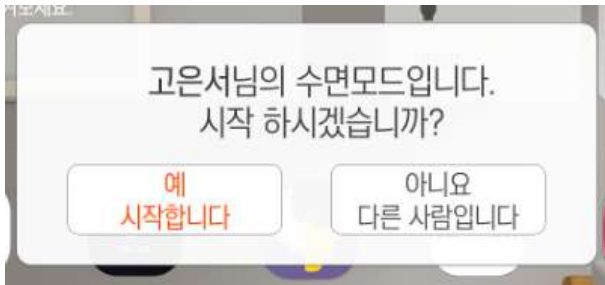 고은서님의 수면모드입니다.
시작 하시겠습니까?
예
시작합니다
아니요
다른 사람입니다